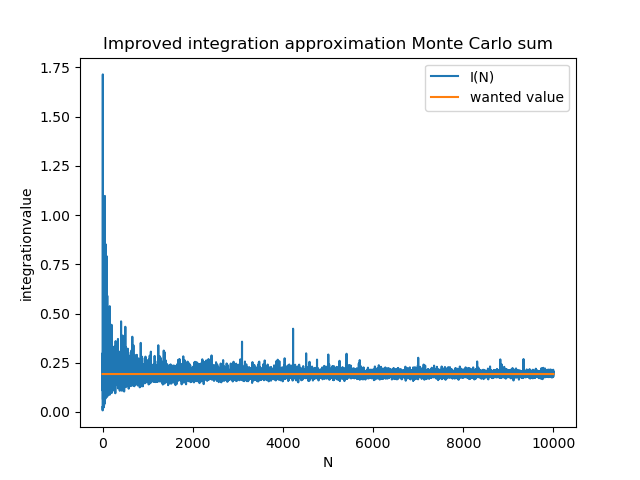 Improved integration approximation Monte Carlo sum
1.75
1.50
1.25
1.00
0.75
0.50
0.25
0.00
integrationvalue
I(N)
wanted value
0
2000
4000
6000
8000
10000
N